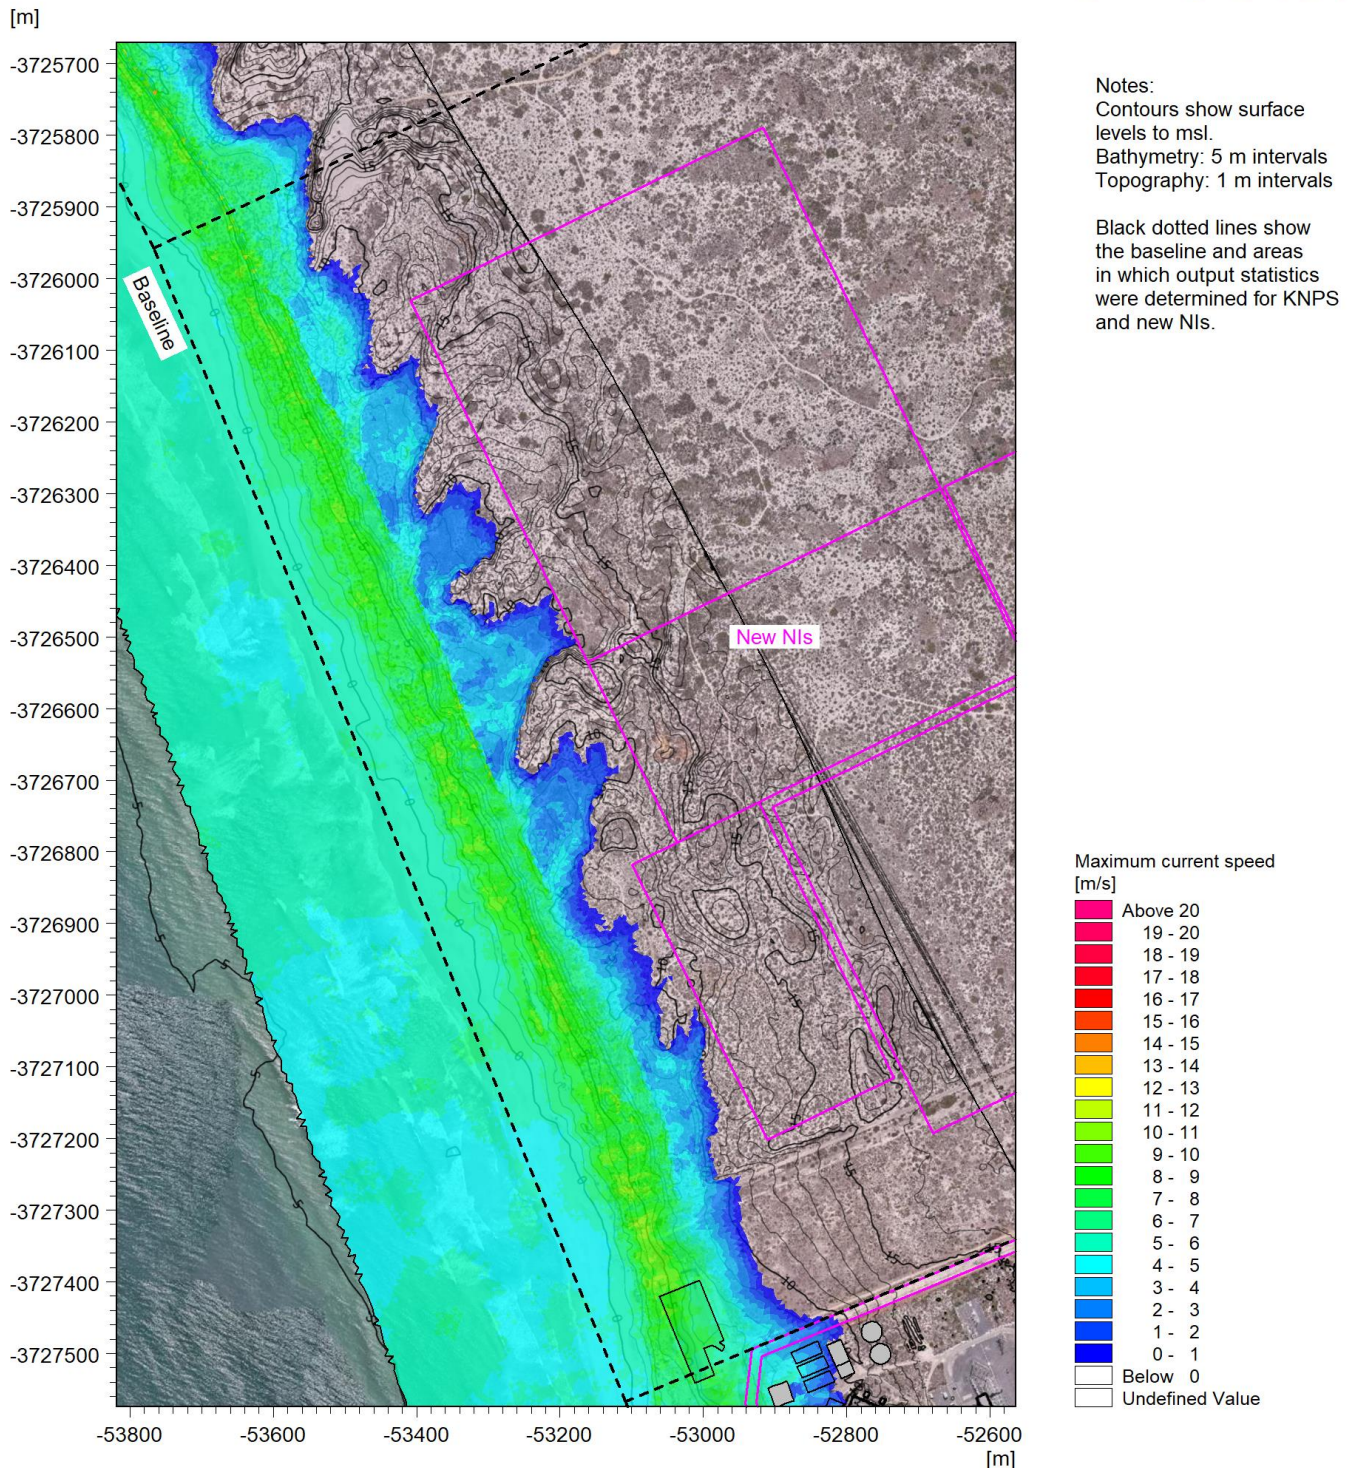 [m]
-3725700
-3725800
-3725900
-3726000
-3726100
-3726200
-3726300
-3726400
-3726500
-3726600
-3726700
-3726800
-3726900
-3727000
-3727100
-3727200
-3727300
-3727400
-3727500
-53800 -53600 -53400 -53200 -53000 -52800 -52600
[m]
Baseline
New NIs
Notes:
Contours show surface
levels to msl.
Bathymetry: 5 m intervals
Topography: 1 m intervals
Black dotted lines show
the baseline and areas
in which output statistics
were determined for KNPS
and new NIs.
Maximum current speed
[m/s]
Above 20
19 - 20
18 - 19
17 - 18
16 - 17
15 - 16
14 - 15
13 - 14
12 - 13
11 - 12
10 - 11
9 - 10
8 - 9
7 - 8
6 - 7
5 - 6
4 - 5
3 - 4
2 - 3
1 - 2
0 - 1
Below 0
Undefined Value